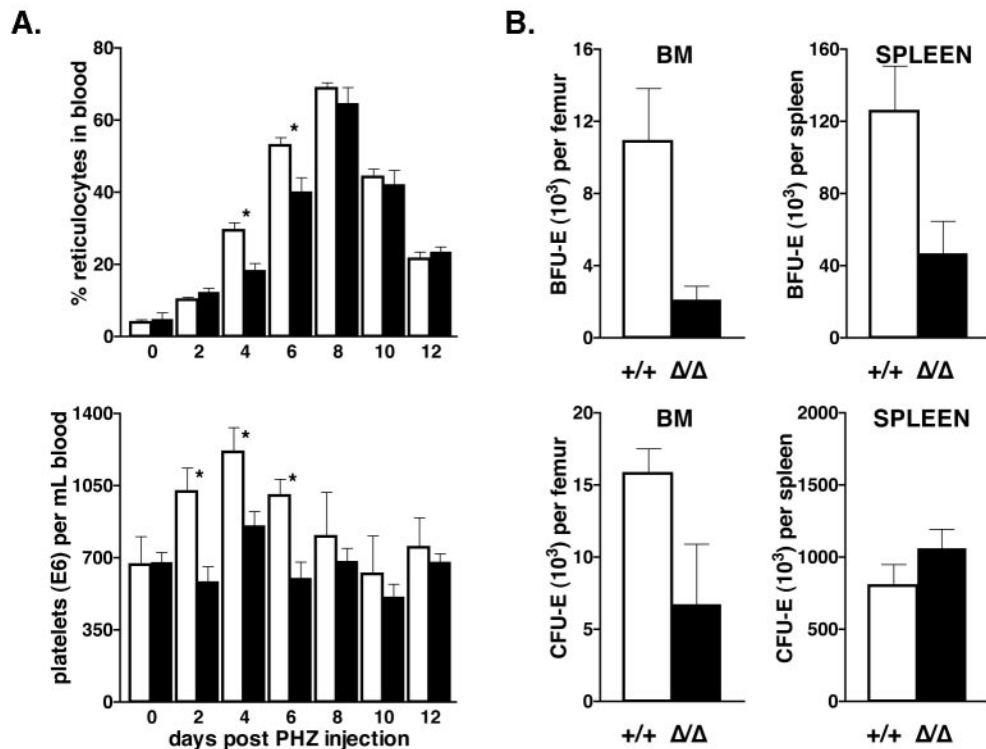 A.
% reticulocytes in blood
80
60
40
20
0
*
*
0 2 4 6 8 10 12
platelets (E6) per mL blood
1400
1050
700
350
0
*
*
*
0 2 4 6 8 10 12
days post PHZ injection
B.
BM
BFU-E (10³) per femur
16
12
8
4
0
+/+ Δ/Δ
SPLEEN
BFU-E (10³) per spleen
160
120
80
40
0
+/+ Δ/Δ
BM
CFU-E (10³) per femur
20
15
10
5
0
+/+ Δ/Δ
SPLEEN
CFU-E (10³) per spleen
2000
1500
1000
500
0
+/+ Δ/Δ